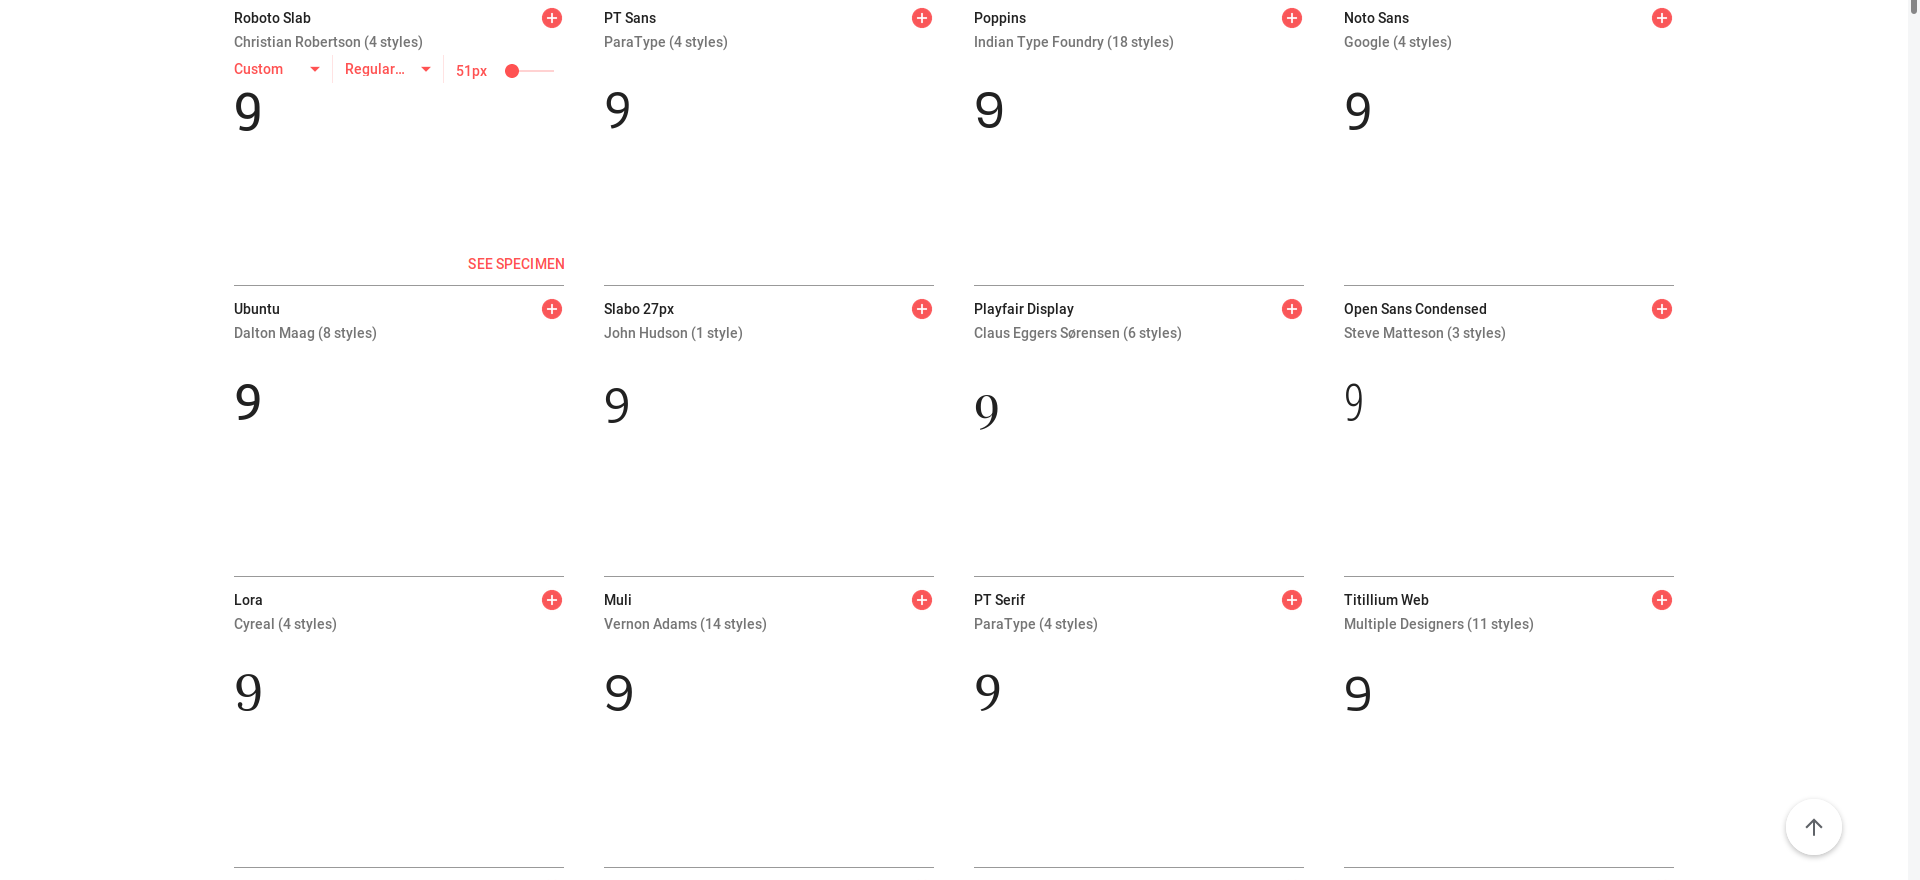 Roboto Slab
Christian Robertson (4 styles)
Custom Regular... 51px
9
SEE SPECIMEN
PT Sans
ParaType (4 styles)
9
Poppins
Indian Type Foundry (18 styles)
9
Noto Sans
Google (4 styles)
9
Ubuntu
Dalton Maag (8 styles)
9
Slabo 27px
John Hudson (1 style)
9
Playfair Display
Claus Eggers Sørensen (6 styles)
9
Open Sans Condensed
Steve Matteson (3 styles)
9
Lora
Cyreal (4 styles)
9
Muli
Vernon Adams (14 styles)
9
PT Serif
ParaType (4 styles)
9
Titillium Web
Multiple Designers (11 styles)
9